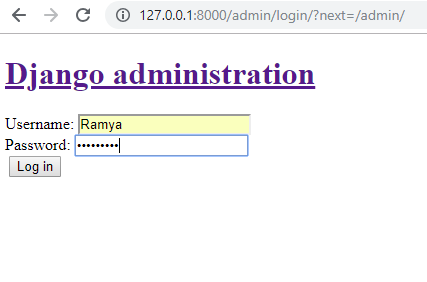 127.0.0.1:8000/admin/login/?next=/admin/
Django administration
Username: Ramya
Password: •••••••••
Log in